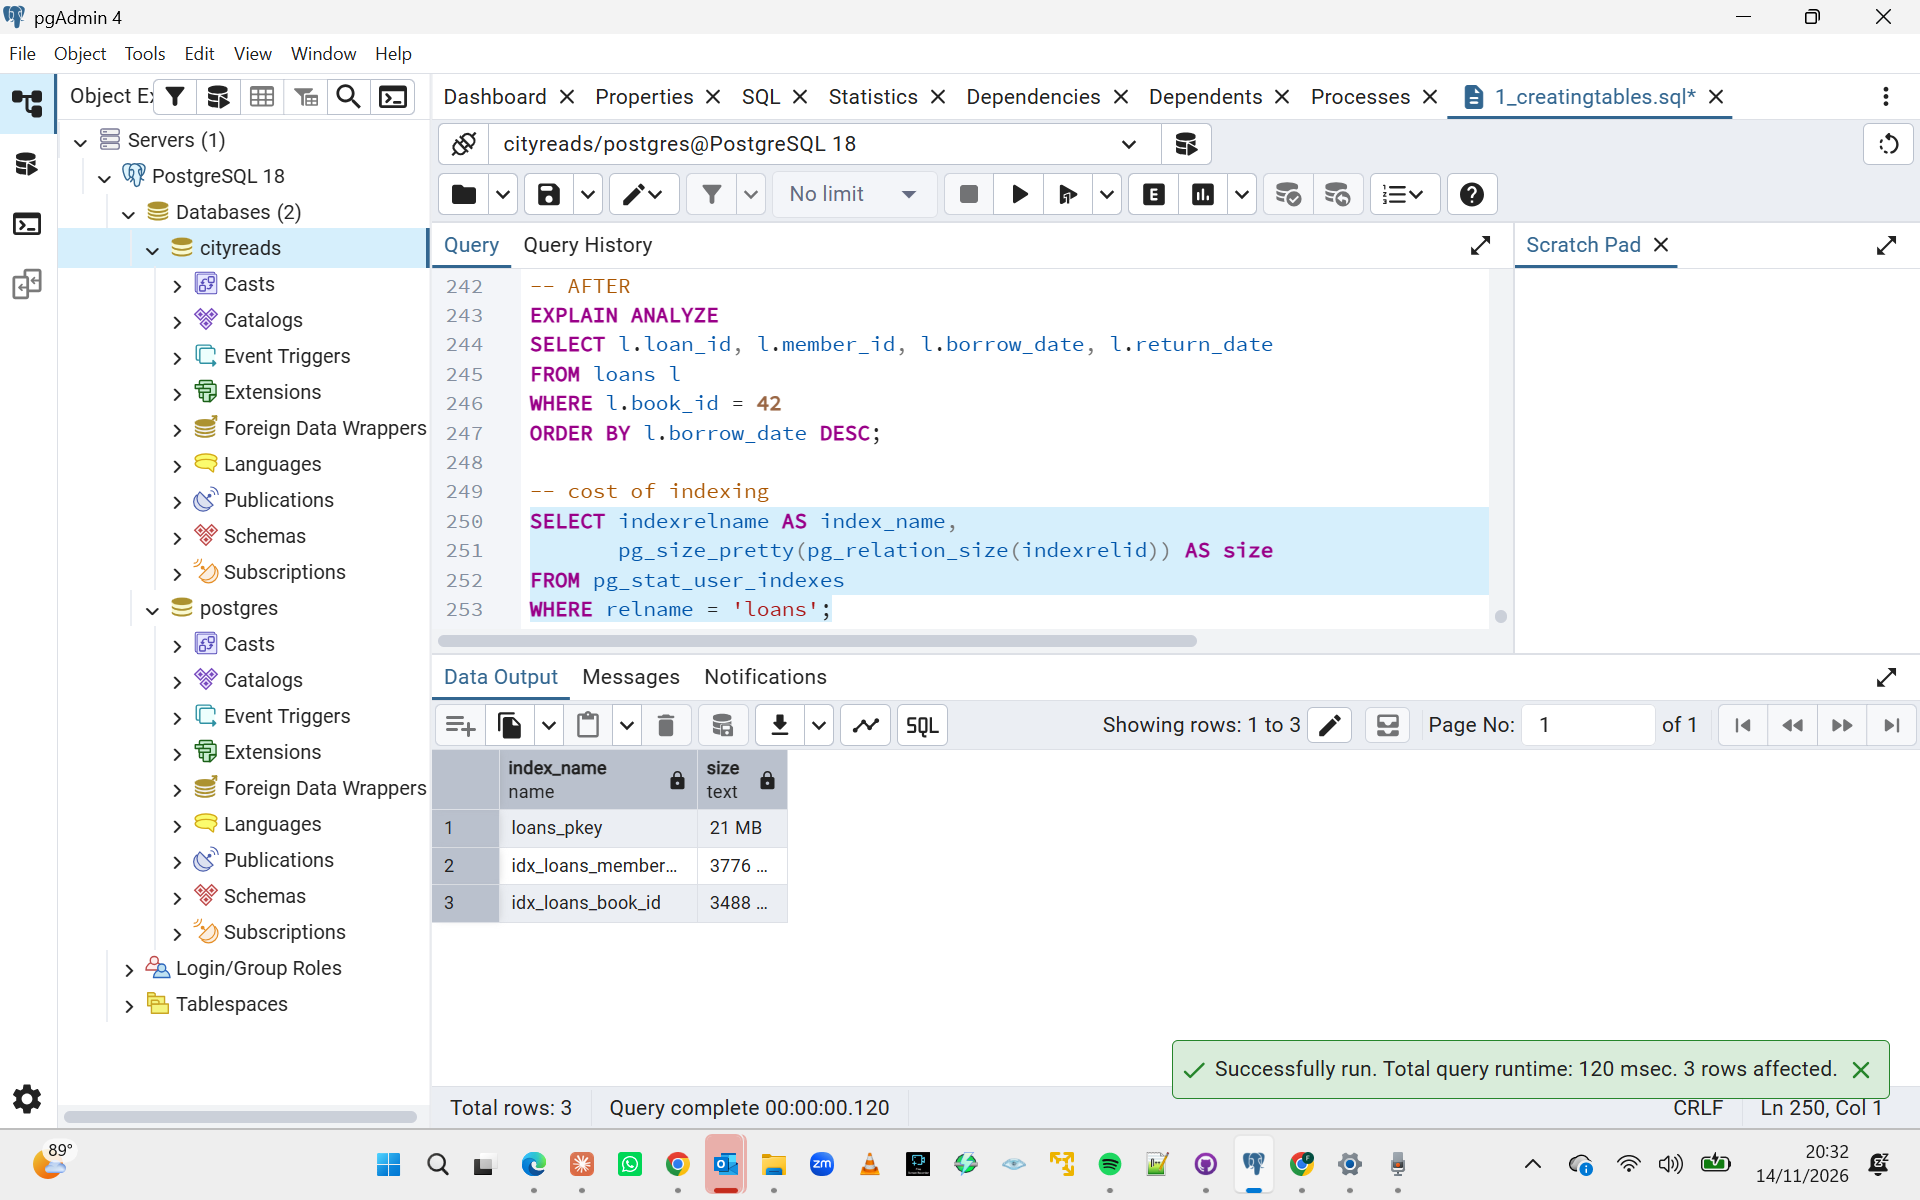 pgAdmin 4
File Object Tools Edit View Window Help
Object Ex
Servers (1)
PostgreSQL 18
Databases (2)
cityreads
Casts
Catalogs
Event Triggers
Extensions
Foreign Data Wrappers
Languages
Publications
Schemas
Subscriptions
postgres
Casts
Catalogs
Event Triggers
Extensions
Foreign Data Wrappers
Languages
Publications
Schemas
Subscriptions
Login/Group Roles
Tablespaces
Dashboard Properties SQL Statistics Dependencies Dependents Processes 1_creatingtables.sql*
cityreads/postgres@PostgreSQL 18
No limit
E
Query Query History
Scratch Pad
242 -- AFTER
243 EXPLAIN ANALYZE
244 SELECT l.loan_id, l.member_id, l.borrow_date, l.return_date
245 FROM loans l
246 WHERE l.book_id = 42
247 ORDER BY l.borrow_date DESC;
248
249 -- cost of indexing
250 SELECT indexrelname AS index_name,
251 pg_size_pretty(pg_relation_size(indexrelid)) AS size
252 FROM pg_stat_user_indexes
253 WHERE relname = 'loans';
Data Output Messages Notifications
SQL
Showing rows: 1 to 3
Page No: 1 of 1
index_name size
name text
1 loans_pkey 21 MB
2 idx_loans_member... 3776 ...
3 idx_loans_book_id 3488 ...
Successfully run. Total query runtime: 120 msec. 3 rows affected.
Total rows: 3 Query complete 00:00:00.120 CRLF Ln 250, Col 1
89°
zm
20:32
14/11/2026